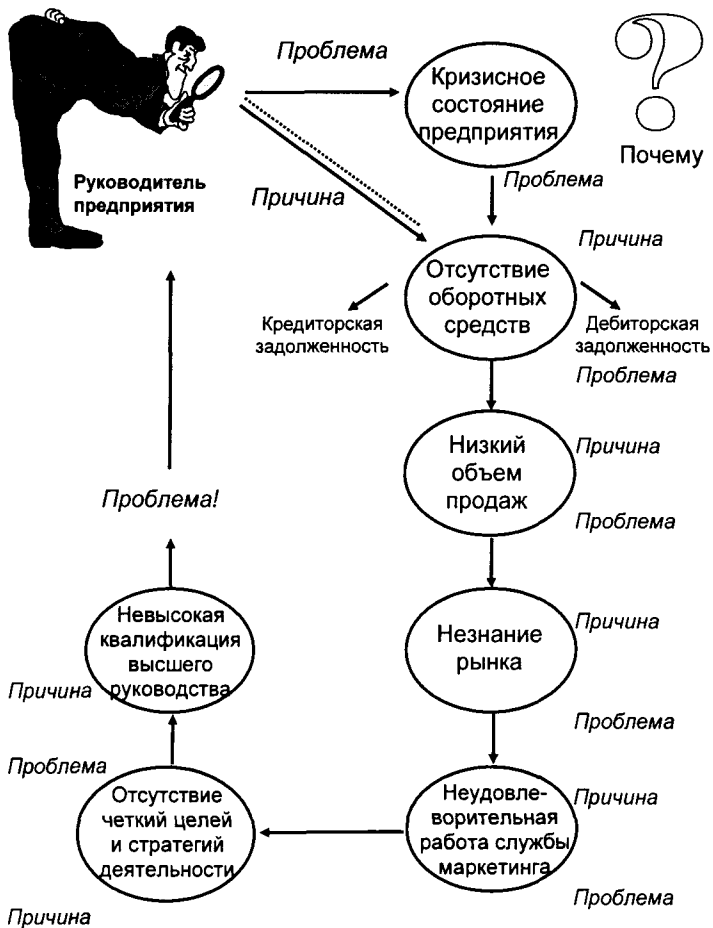 Проблема
Кризисное
состояние
предприятия
Почему
Руководитель
предприятия
Причина
Проблема
Причина
Отсутствие
оборотных
средств
Кредиторская
задолженность
Дебиторская
задолженность
Проблема
Низкий
объем
продаж
Причина
Проблема
Проблема!
Незнание
рынка
Причина
Невысокая
квалификация
высшего
руководства
Причина
Проблема
Проблема
Неудовле-
ворительная
работа службы
маркетинга
Причина
Отсутствие
четкий целей
и стратегий
деятельности
Проблема
Причина